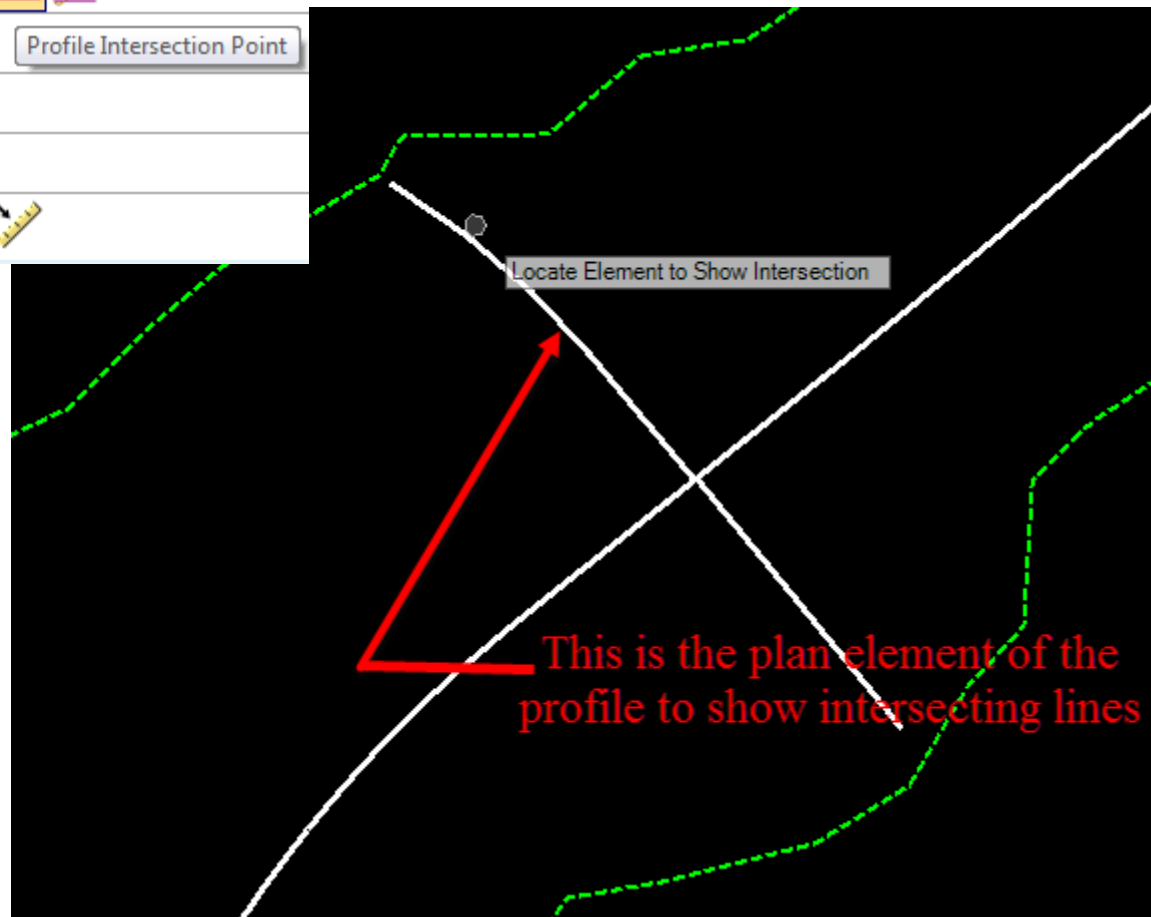 Profile Intersection Point
Locate Element to Show Intersection
This is the plan element of the
profile to show intersecting lines